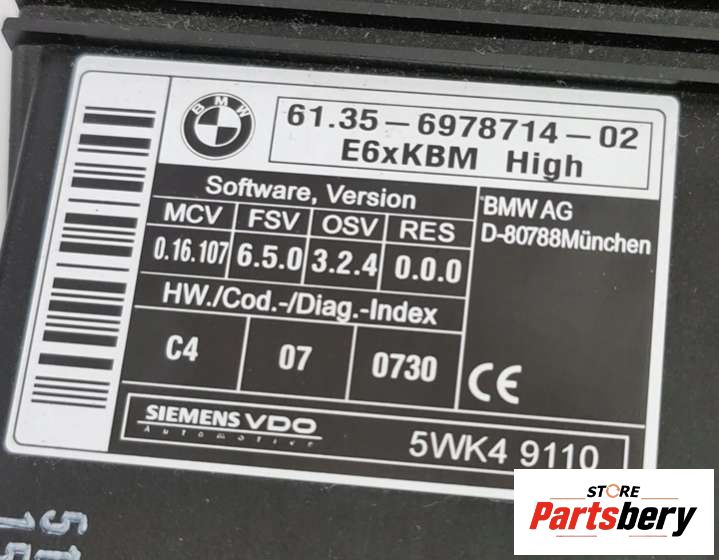 BMW
61.35 – 6978714 – 02
E6xKBM High
Software, Version
MCV FSV OSV RES
0.16.107 6.5.0 3.2.4 0.0.0
HW./Cod.-/Diag.-Index
C4 07 0730
BMW AG
D-80788München
CE
SIEMENS VDO
Automotive
5WK4 9110
51
15
STORE
Partsbery